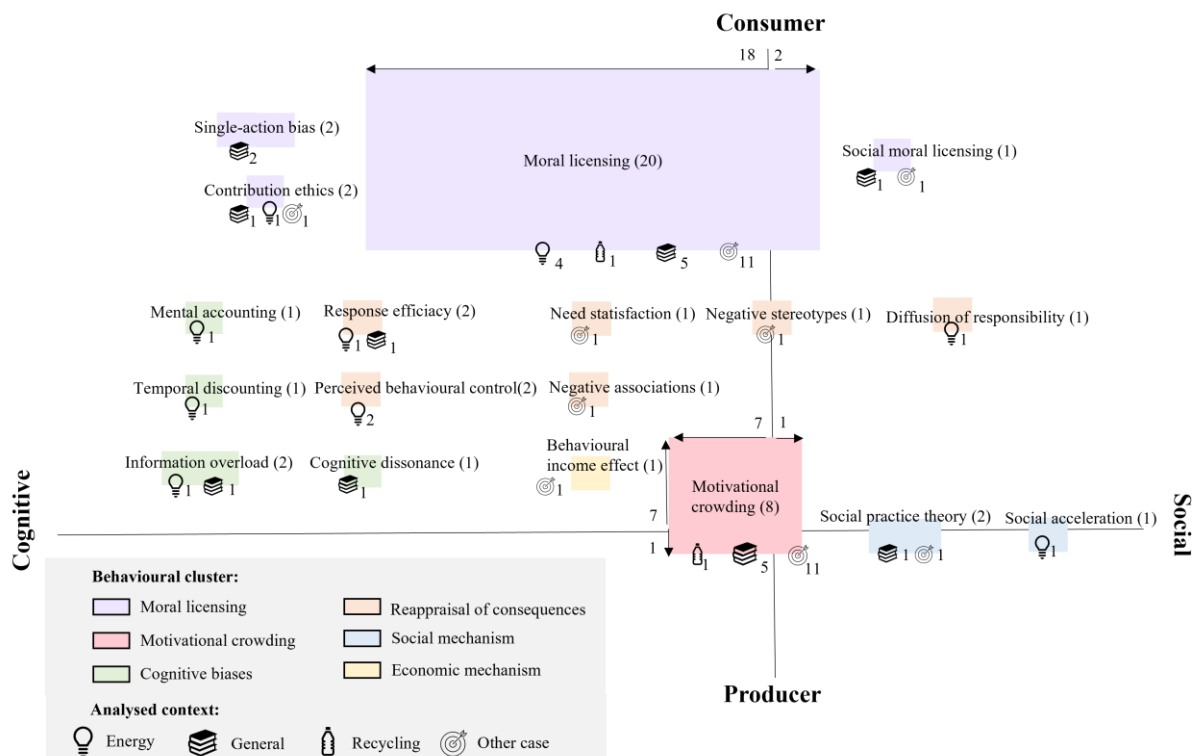 Consumer
18 2
Single-action bias (2)
2
Moral licensing (20)
Social moral licensing (1)
1 1
Contribution ethics (2)
1 1 1
4 1 5 11
Mental accounting (1)
1
Response efficiacy (2)
1 1
Need statisfaction (1)
1
Negative stereotypes (1)
1
Diffusion of responsibility (1)
1
Temporal discounting (1)
1
Perceived behavioural control(2)
2
Negative associations (1)
1
7 1
Information overload (2)
1 1
Cognitive dissonance (1)
1
Behavioural
income effect (1)
1
Motivational
crowding (8)
7
1
1 5 11
Social practice theory (2)
1 1
Social acceleration (1)
1
Cognitive
Social
Producer
Behavioural cluster:
Moral licensing
Reappraisal of consequences
Motivational crowding
Social mechanism
Cognitive biases
Economic mechanism
Analysed context:
Energy General Recycling Other case